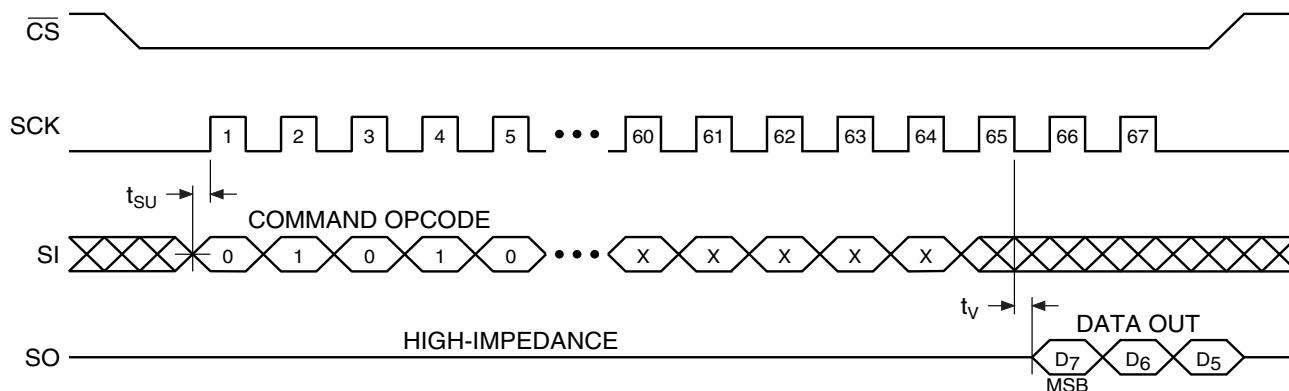 CS
SCK 1 2 3 4 5 ••• 60 61 62 63 64 65 66 67
tSU
COMMAND OPCODE
SI 0 1 0 1 0 ••• X X X X X
tV
HIGH-IMPEDANCE
DATA OUT
SO D7 D6 D5
MSB